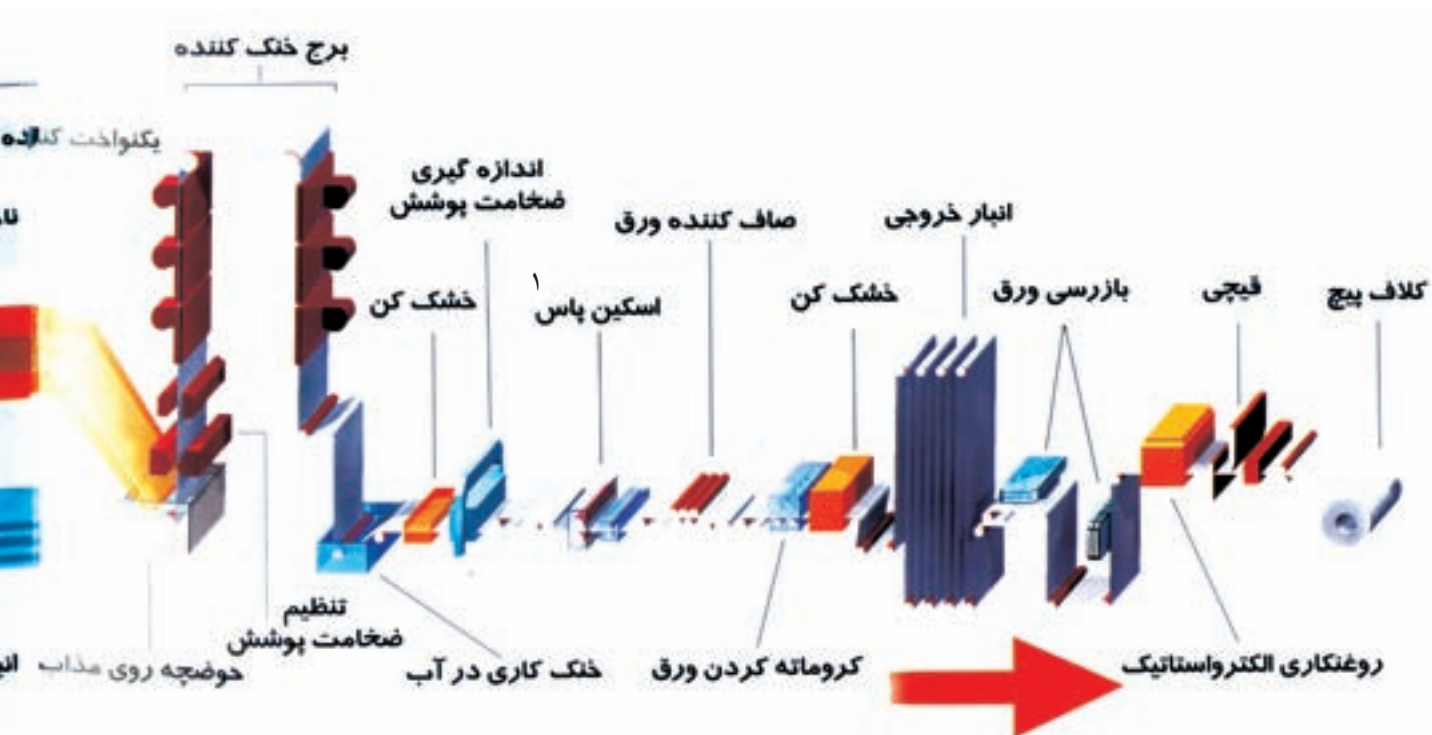 برج خنک کننده
یکنواخت کننده
اندازه گیری
ضخامت پوشش
صاف کننده ورق
انبار خروجی
خشک کن
۱
اسکین پاس
خشک کن
بازرسی ورق
قیچی
کلاف پیچ
تنظیم
ضخامت پوشش
حوضچه روی مذاب
خنک کاری در آب
کروماته کردن ورق
روغنکاری الکترواستاتیک